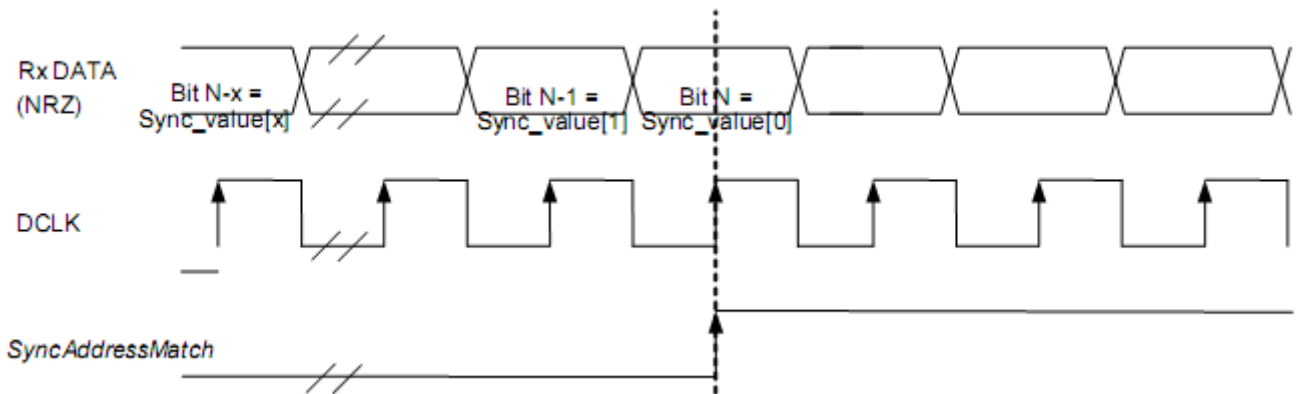 Rx DATA
(NRZ)
Bit N-x =
Sync_value[x]
Bit N-1 =
Sync_value[1]
Bit N =
Sync_value[0]
DCLK
SyncAddressMatch